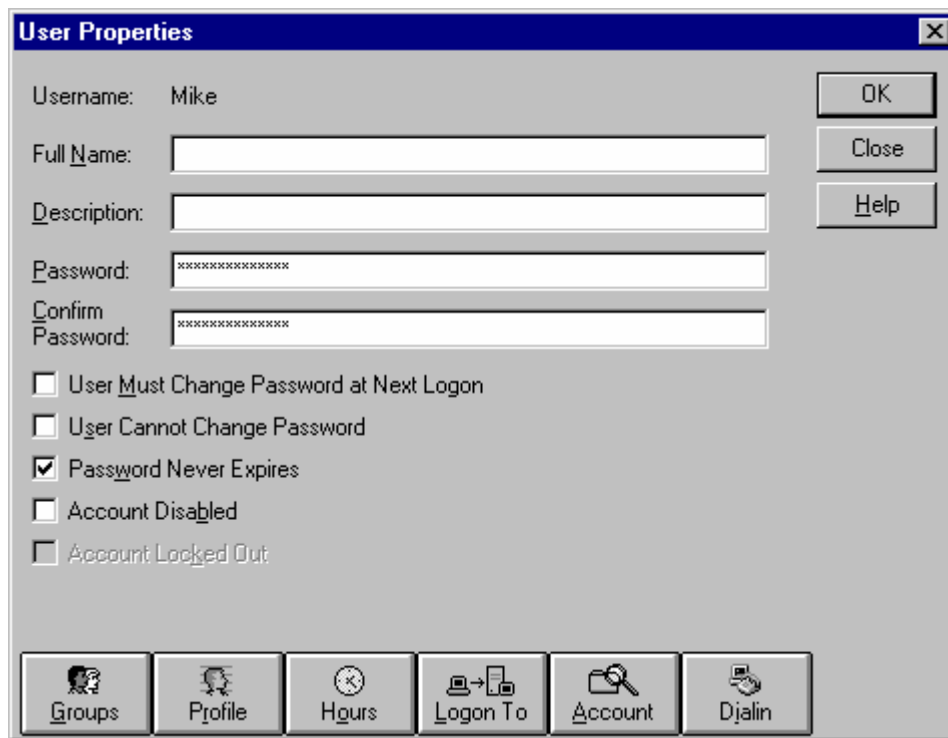 User Properties
Username: Mike
OK
Full Name:
Close
Description:
Help
Password: **************
Confirm
Password: **************
User Must Change Password at Next Logon
User Cannot Change Password
Password Never Expires
Account Disabled
Account Locked Out
Groups
Profile
Hours
Logon To
Account
Dialin